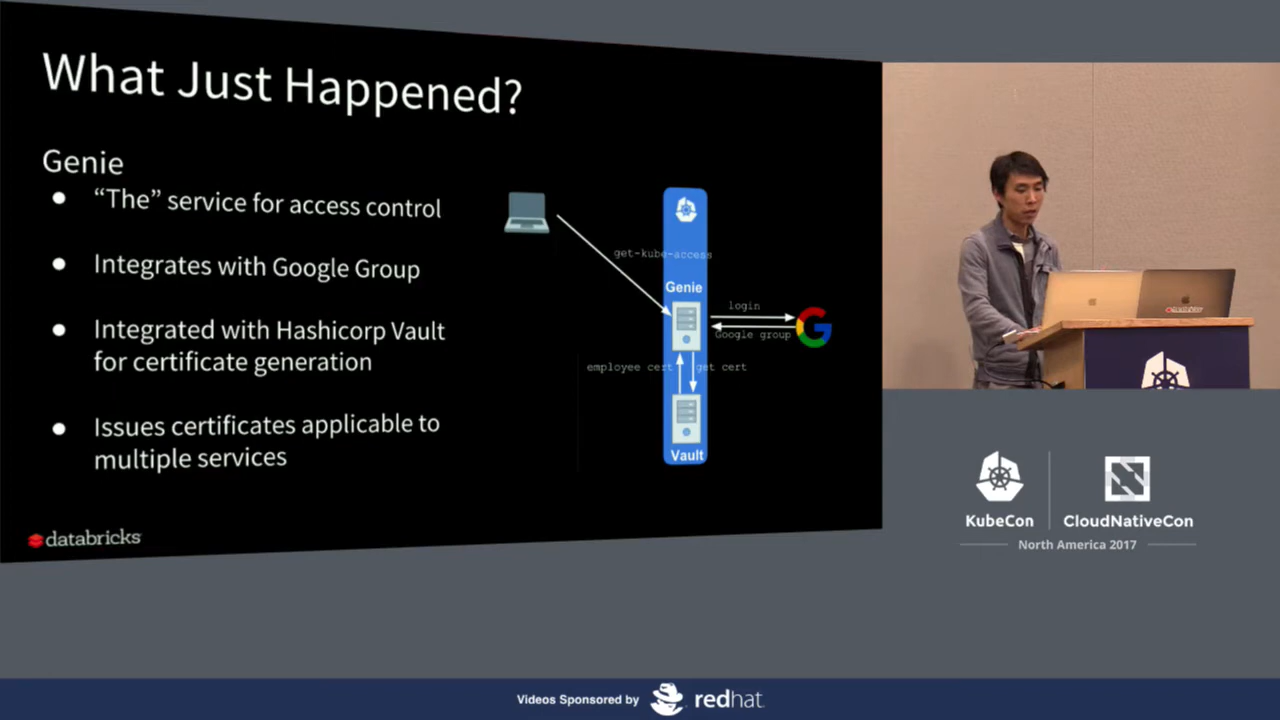 What Just Happened?
Genie
"The" service for access control
Integrates with Google Group
Integrated with Hashicorp Vault
for certificate generation
Issues certificates applicable to
multiple services
databricks
get-kube-access
Genie
login
Google group
employee cert
get cert
Vault
KubeCon
CloudNativeCon
North America 2017
Videos Sponsored by
redhat.